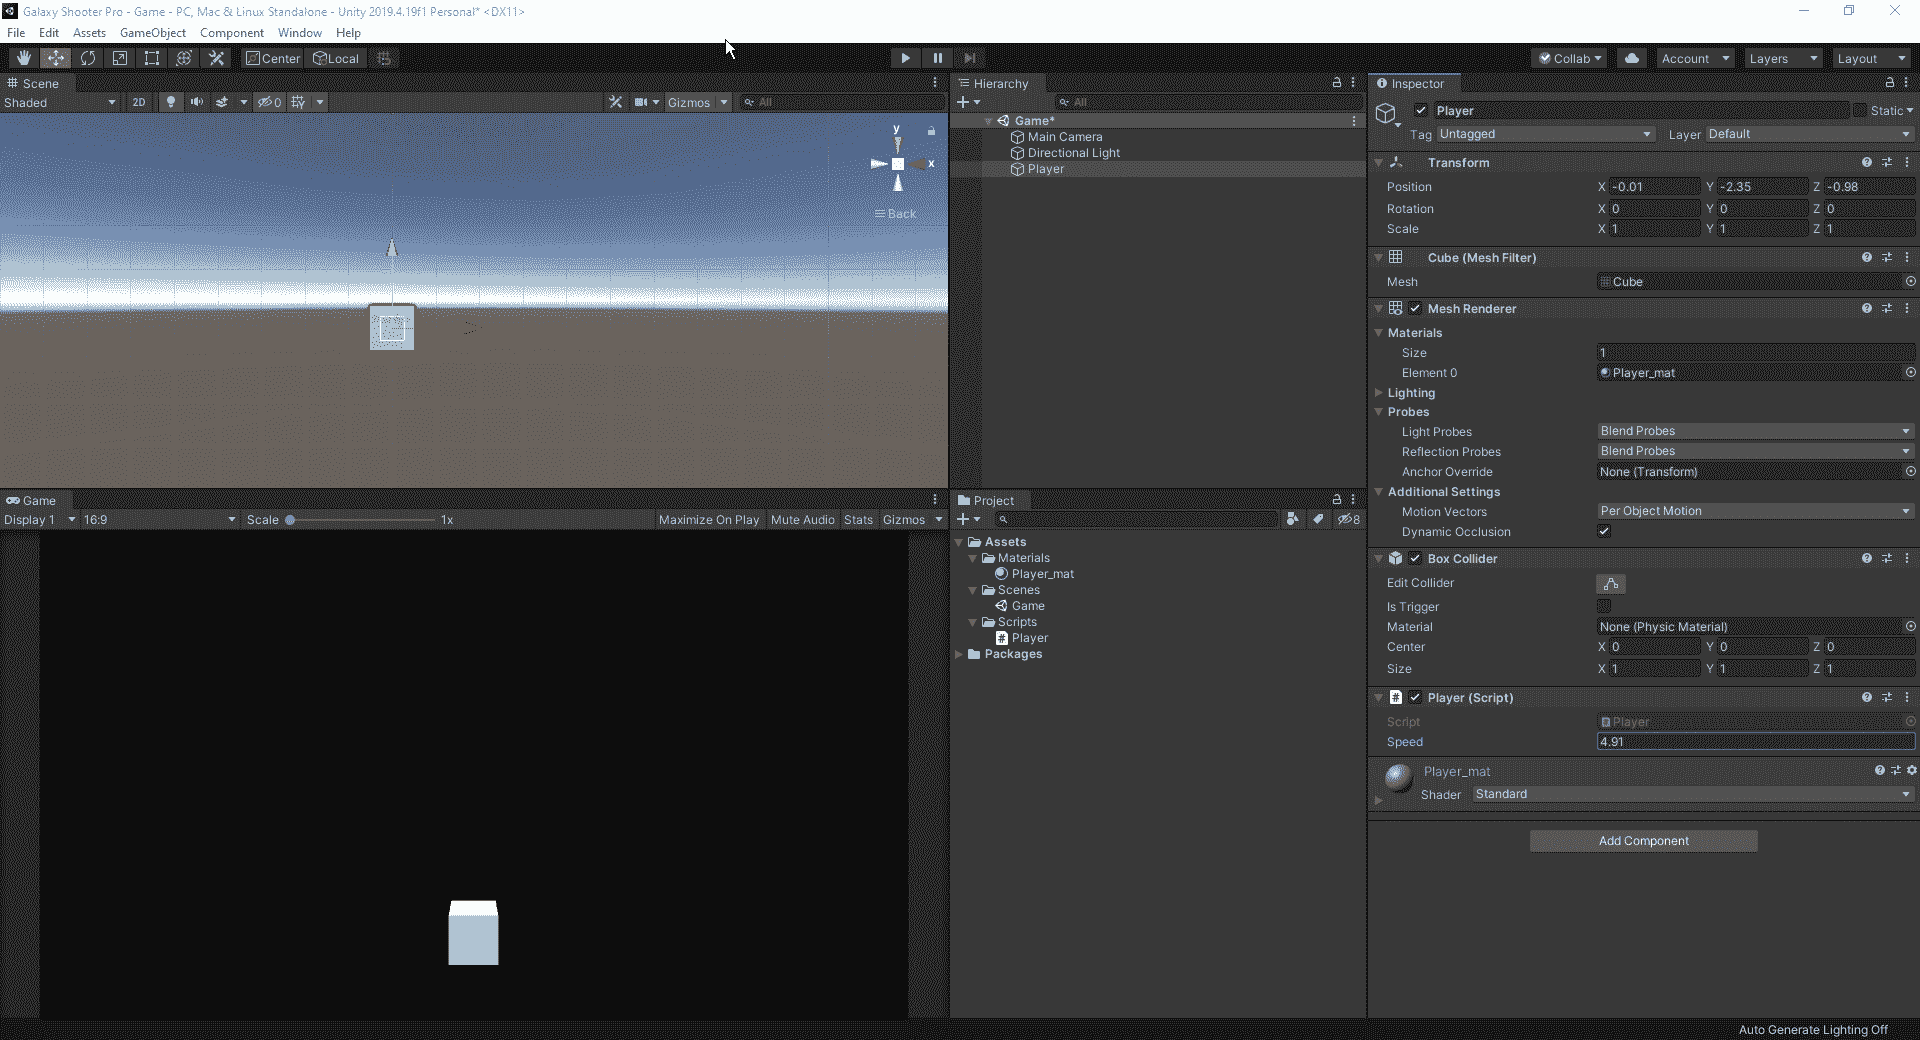 Galaxy Shooter Pro - Game - PC, Mac & Linux Standalone - Unity 2019.4.19f1 Personal* <DX11>
File Edit Assets GameObject Component Window Help
Center Local Collab Account Layers Layout
Scene
Shaded 2D 0 Gizmos All
y
x
Back
Game
Display 1 16:9 Scale 1x Maximize On Play Mute Audio Stats Gizmos
Hierarchy
All
Game*
Main Camera
Directional Light
Player
Project
8
Assets
Materials
Player_mat
Scenes
Game
Scripts
Player
Packages
Inspector
Player Static
Tag Untagged Layer Default
Transform
Position X -0.01 Y -2.35 Z -0.98
Rotation X 0 Y 0 Z 0
Scale X 1 Y 1 Z 1
Cube (Mesh Filter)
Mesh Cube
Mesh Renderer
Materials
Size 1
Element 0 Player_mat
Lighting
Probes
Light Probes Blend Probes
Reflection Probes Blend Probes
Anchor Override None (Transform)
Additional Settings
Motion Vectors Per Object Motion
Dynamic Occlusion
Box Collider
Edit Collider
Is Trigger
Material None (Physic Material)
Center X 0 Y 0 Z 0
Size X 1 Y 1 Z 1
Player (Script)
Script Player
Speed 4.91
Player_mat
Shader Standard
Add Component
Auto Generate Lighting Off